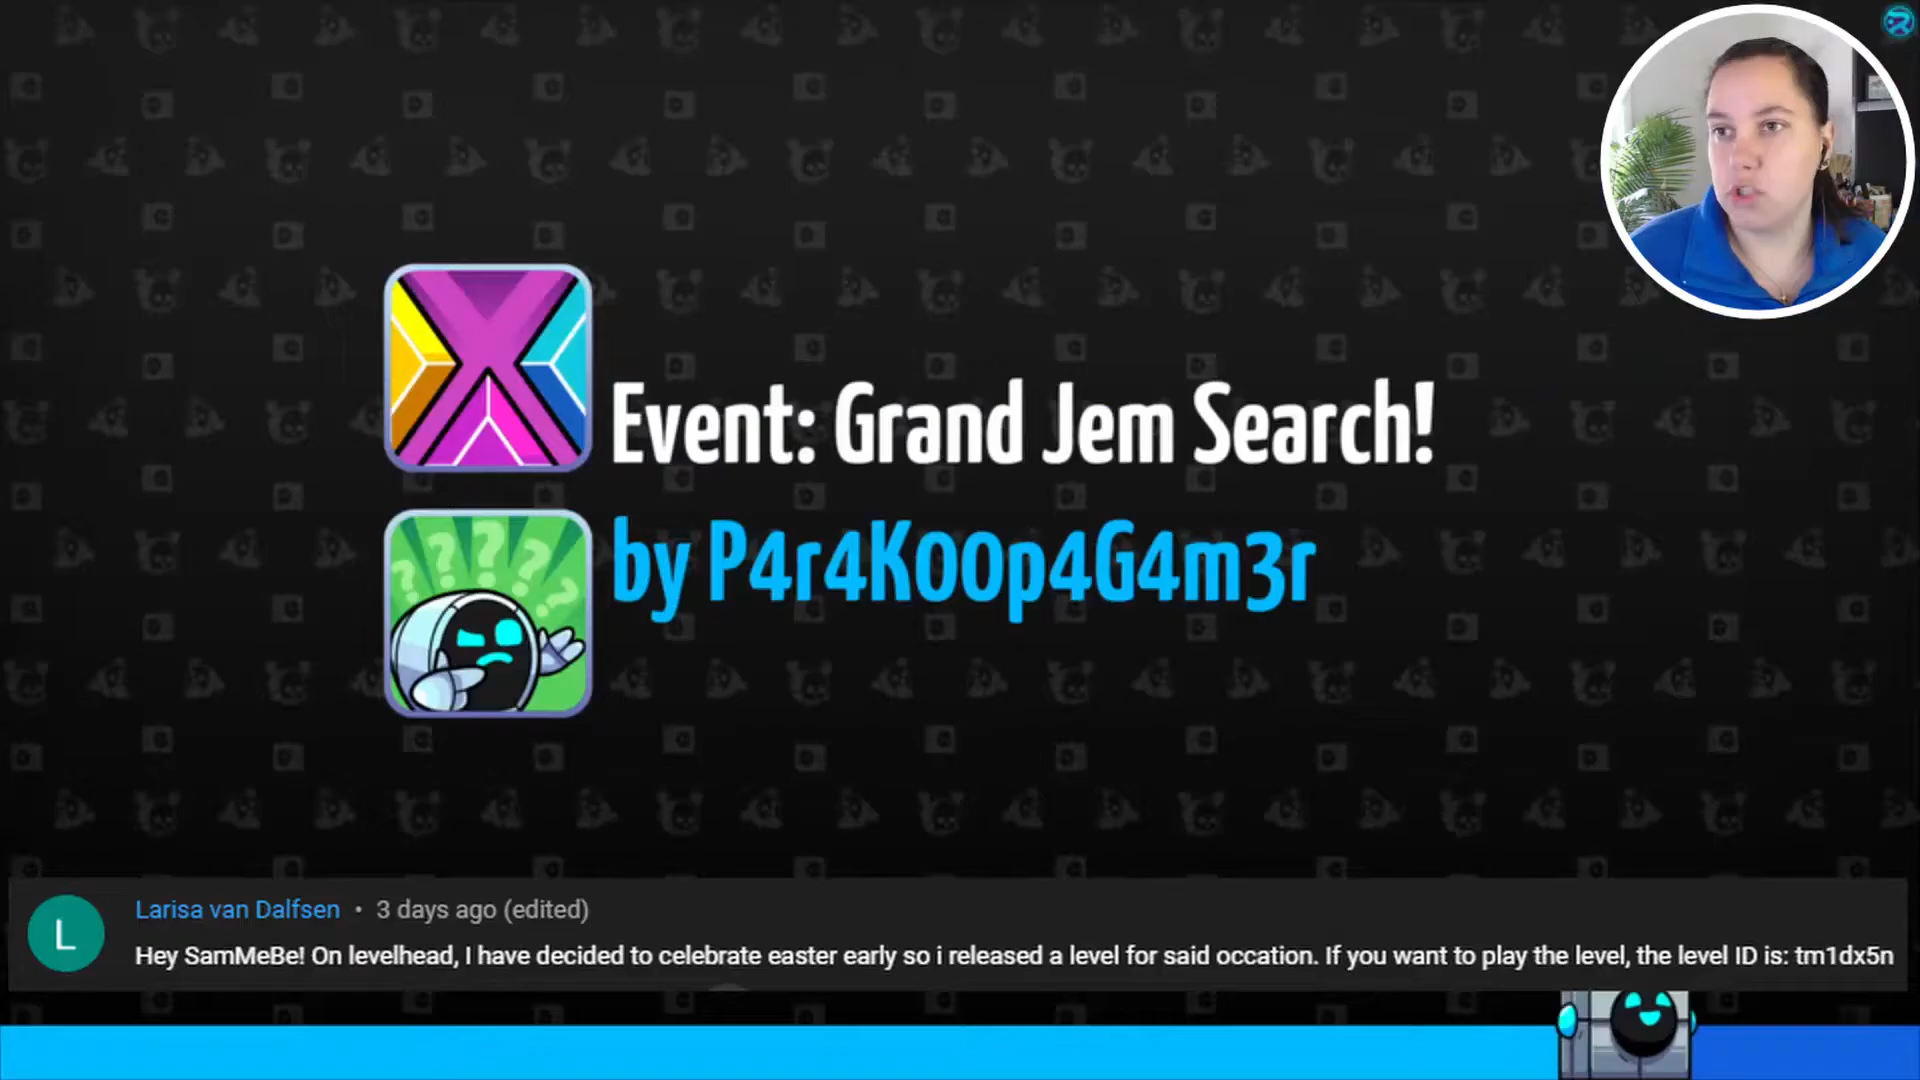 Event: Grand Jem Search!
by P4r4K00p4G4m3r
L
Larisa van Dalfsen • 3 days ago (edited)
Hey SamMeBe! On levelhead, I have decided to celebrate easter early so i released a level for said occation. If you want to play the level, the level ID is: tm1dx5n